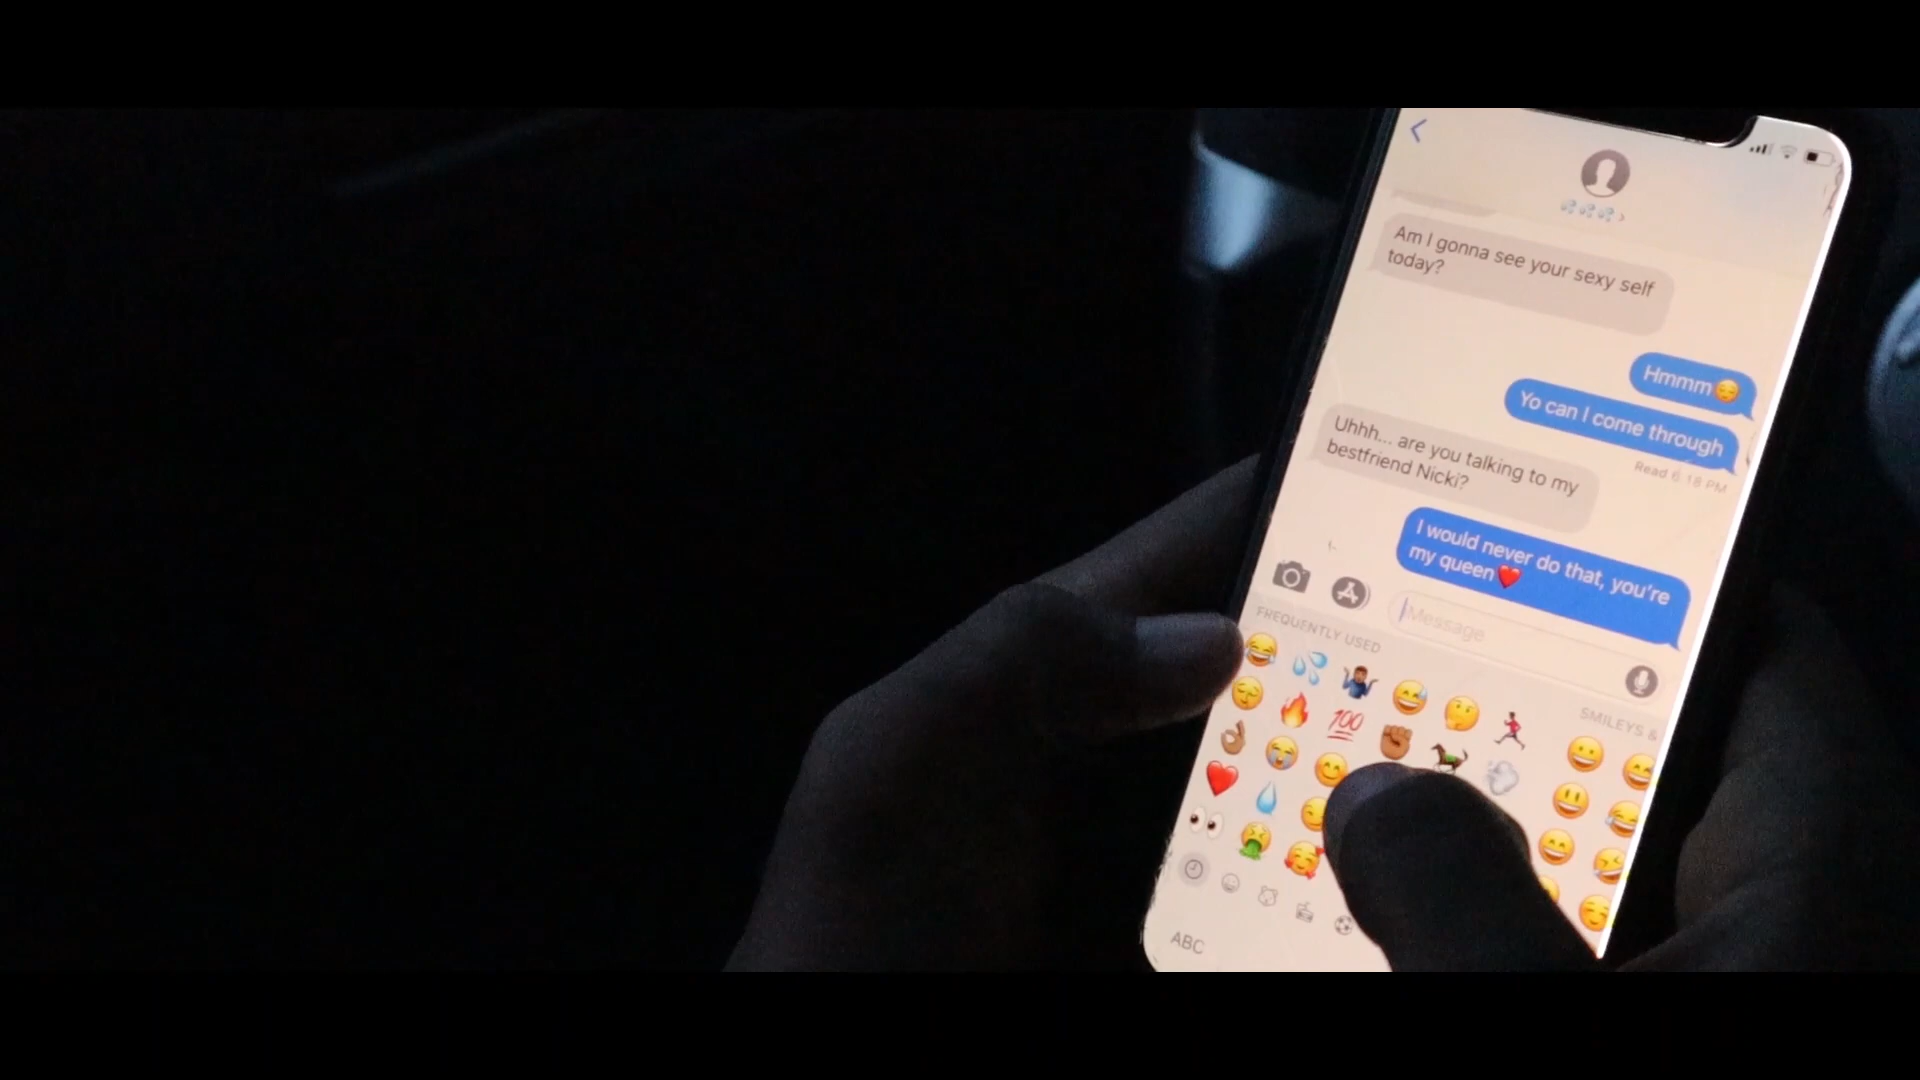 Am I gonna see your sexy self
today?
Hmmm😌
Yo can I come through
Read 6:18 PM
Uhhh... are you talking to my
bestfriend Nicki?
I would never do that, you're
my queen❤️
Message
FREQUENTLY USED
SMILEYS &
💯
ABC